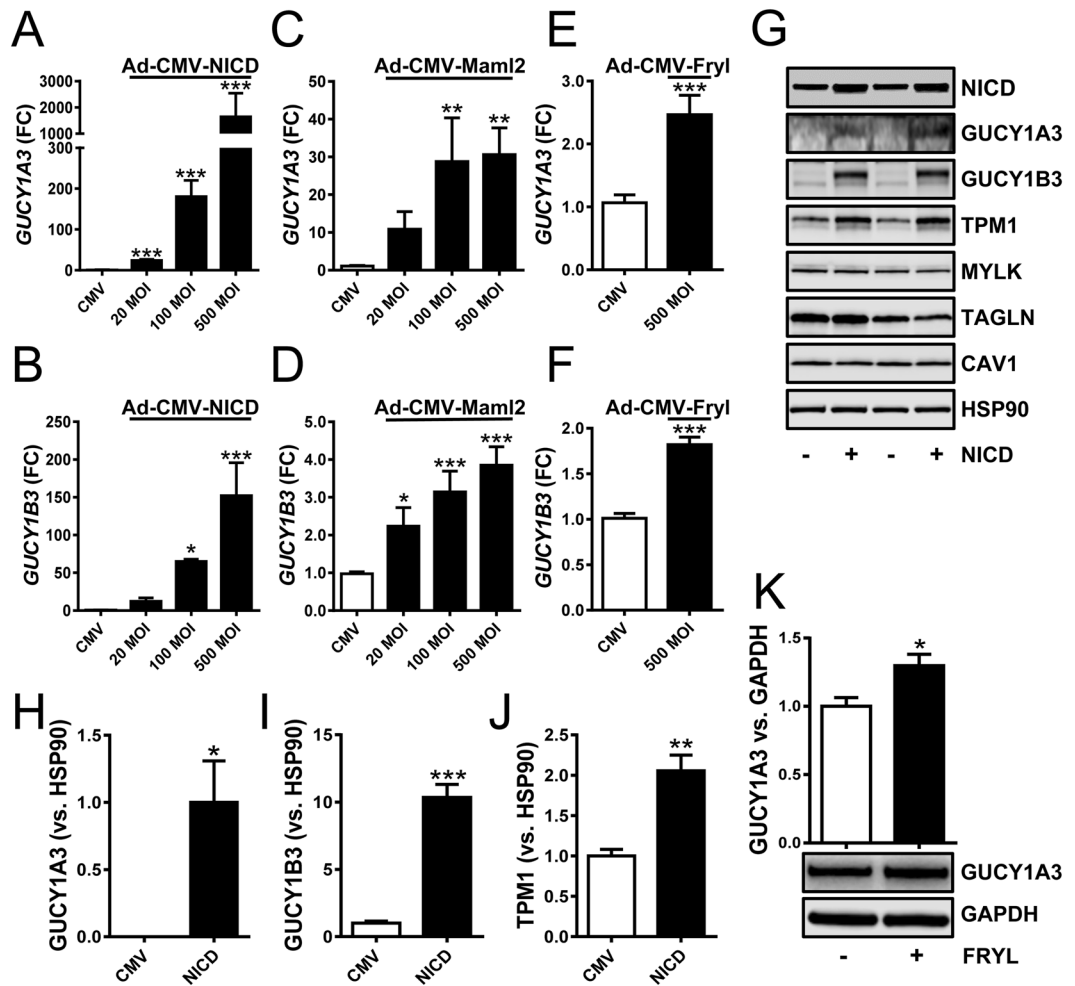 A
Ad-CMV-NICD
GUCY1A3 (FC)
3000
2000
1000
300
200
100
0
***
***
***
CMV
20 MOI
100 MOI
500 MOI
C
Ad-CMV-Maml2
GUCY1A3 (FC)
50
40
30
20
10
0
**
**
CMV
20 MOI
100 MOI
500 MOI
E
Ad-CMV-Fryl
GUCY1A3 (FC)
3.0
2.0
1.0
0.0
***
CMV
500 MOI
G
NICD
GUCY1A3
GUCY1B3
TPM1
MYLK
TAGLN
CAV1
HSP90
- + - + NICD
B
Ad-CMV-NICD
GUCY1B3 (FC)
250
200
150
100
50
0
*
***
CMV
20 MOI
100 MOI
500 MOI
D
Ad-CMV-Maml2
GUCY1B3 (FC)
5.0
4.0
3.0
2.0
1.0
0.0
*
***
***
CMV
20 MOI
100 MOI
500 MOI
F
Ad-CMV-Fryl
GUCY1B3 (FC)
2.0
1.5
1.0
0.5
0.0
***
CMV
500 MOI
H
GUCY1A3 (vs. HSP90)
1.5
1.0
0.5
0.0
*
CMV
NICD
I
GUCY1B3 (vs. HSP90)
15
10
5
0
***
CMV
NICD
J
TPM1 (vs. HSP90)
2.5
2.0
1.5
1.0
0.5
0.0
**
CMV
NICD
K
GUCY1A3 vs. GAPDH
1.5
1.0
0.5
0.0
*
GUCY1A3
GAPDH
- + FRYL